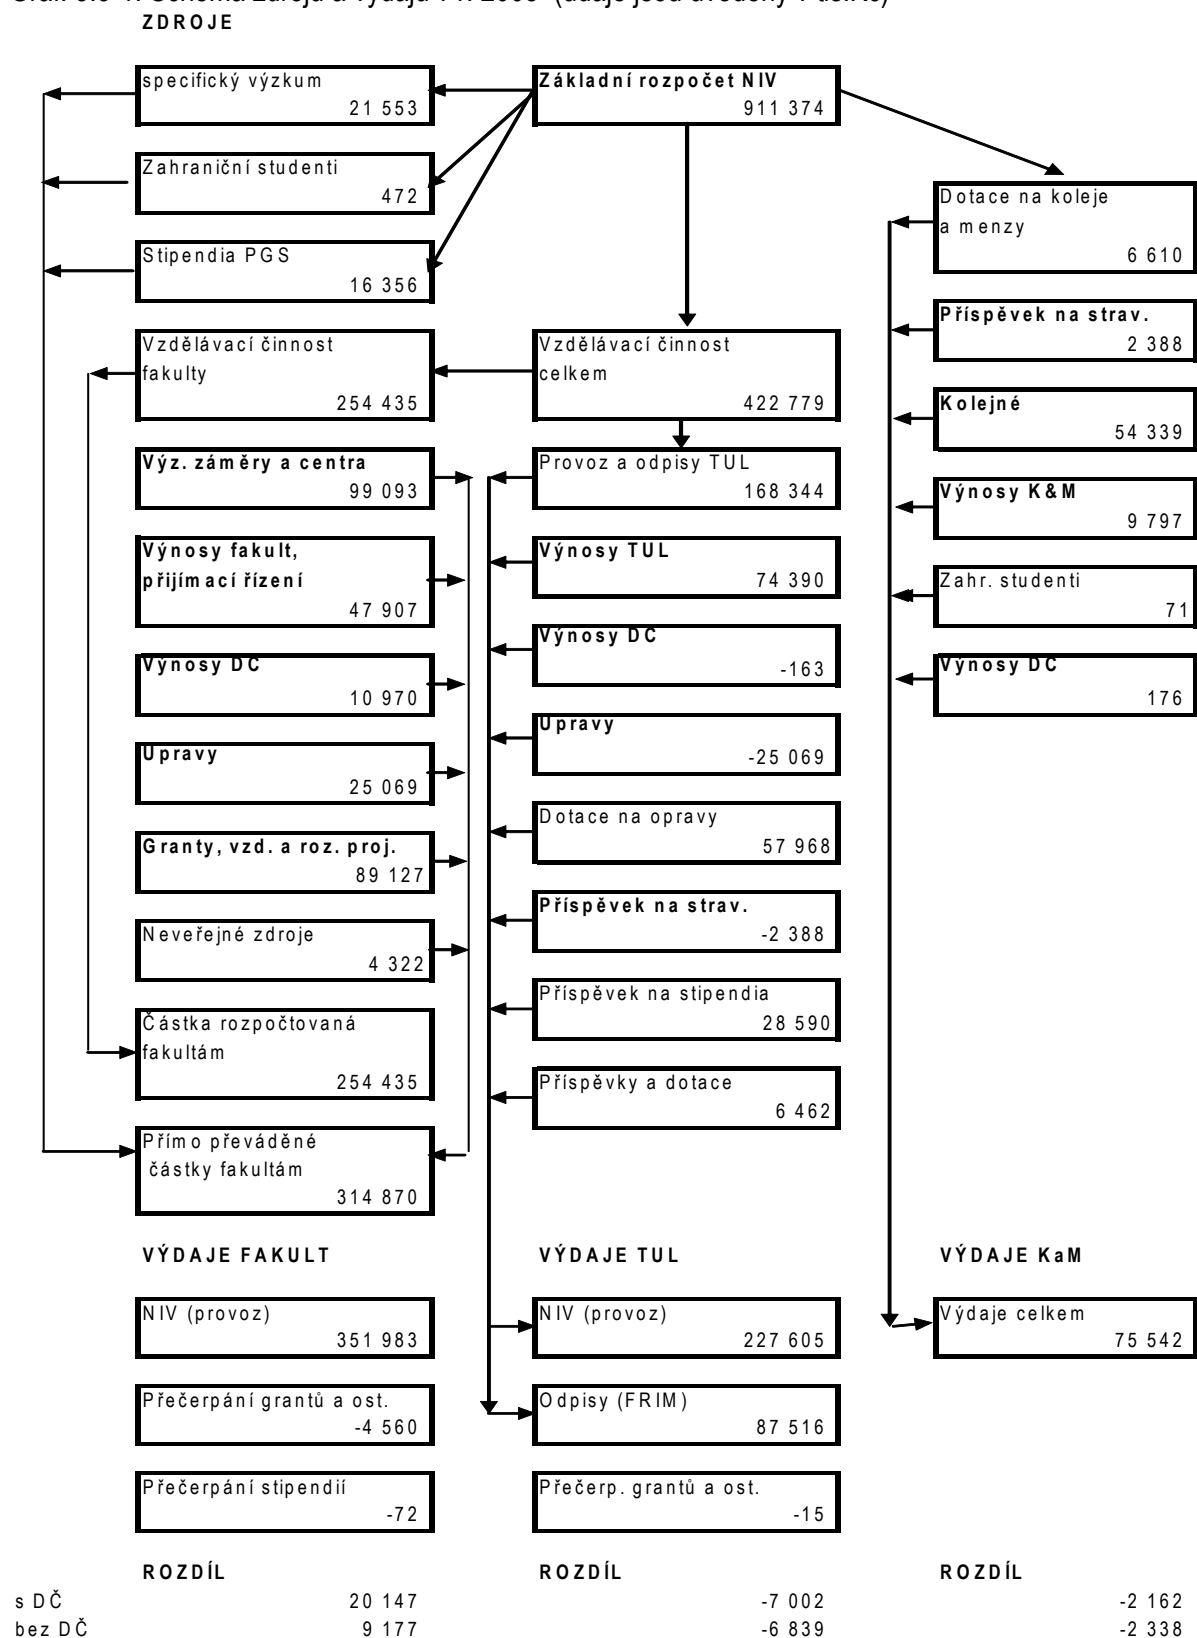 ZDROJE
specifický výzkum
21 553
Základní rozpočet NIV
911 374
Zahraniční studenti
472
Dotace na koleje
a menzy
6 610
Stipendia PGS
16 356
Příspěvek na strav.
2 388
Vzdělávací činnost
fakulty
254 435
Vzdělávací činnost
celkem
422 779
Kolejné
54 339
Výz. záměry a centra
99 093
Provoz a odpisy TUL
168 344
Výnosy K&M
9 797
Výnosy fakult,
přijímací řízení
47 907
Výnosy TUL
74 390
Zahr. studenti
71
Výnosy DC
10 970
Výnosy DC
-163
Výnosy DC
176
Upravy
25 069
Upravy
-25 069
Granty, vzd. a roz. proj.
89 127
Dotace na opravy
57 968
Neveřejné zdroje
4 322
Příspěvek na strav.
-2 388
Částka rozpočtovaná
fakultám
254 435
Příspěvek na stipendia
28 590
Příspěvky a dotace
6 462
Přímo převáděné
částky fakultám
314 870
VÝDAJE FAKULT
VÝDAJE TUL
VÝDAJE KaM
NIV (provoz)
351 983
NIV (provoz)
227 605
Výdaje celkem
75 542
Přečerpání grantů a ost.
-4 560
Odpisy (FRIM)
87 516
Přečerpání stipendií
-72
Přečerp. grantů a ost.
-15
ROZDÍL
ROZDÍL
ROZDÍL
s DČ 20 147 -7 002 -2 162
bez DČ 9 177 -6 839 -2 338